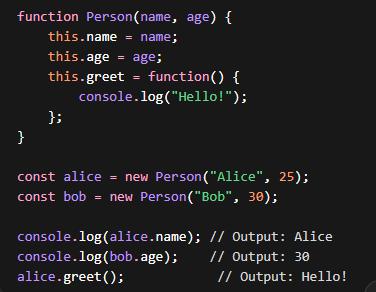 function Person(name, age) {
    this.name = name;
    this.age = age;
    this.greet = function() {
        console.log("Hello!");
    };
}

const alice = new Person("Alice", 25);
const bob = new Person("Bob", 30);

console.log(alice.name); // Output: Alice
console.log(bob.age);    // Output: 30
alice.greet();            // Output: Hello!